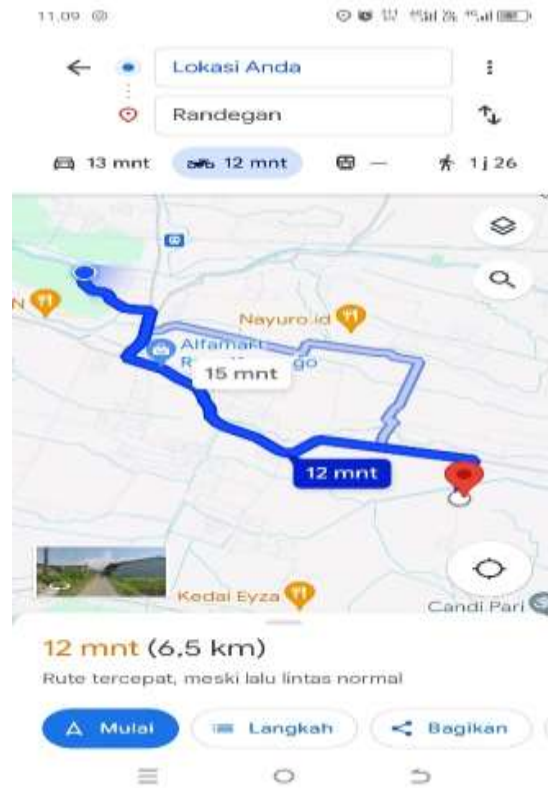 11.09
Lokasi Anda
Randegan
13 mnt
12 mnt
—
1 j 26
N
Nayuro.id
Alfamart
R
go
15 mnt
12 mnt
Kedai Eyza
Candi Pari
12 mnt (6,5 km)
Rute tercepat, meski lalu lintas normal
Mulai
Langkah
Bagikan